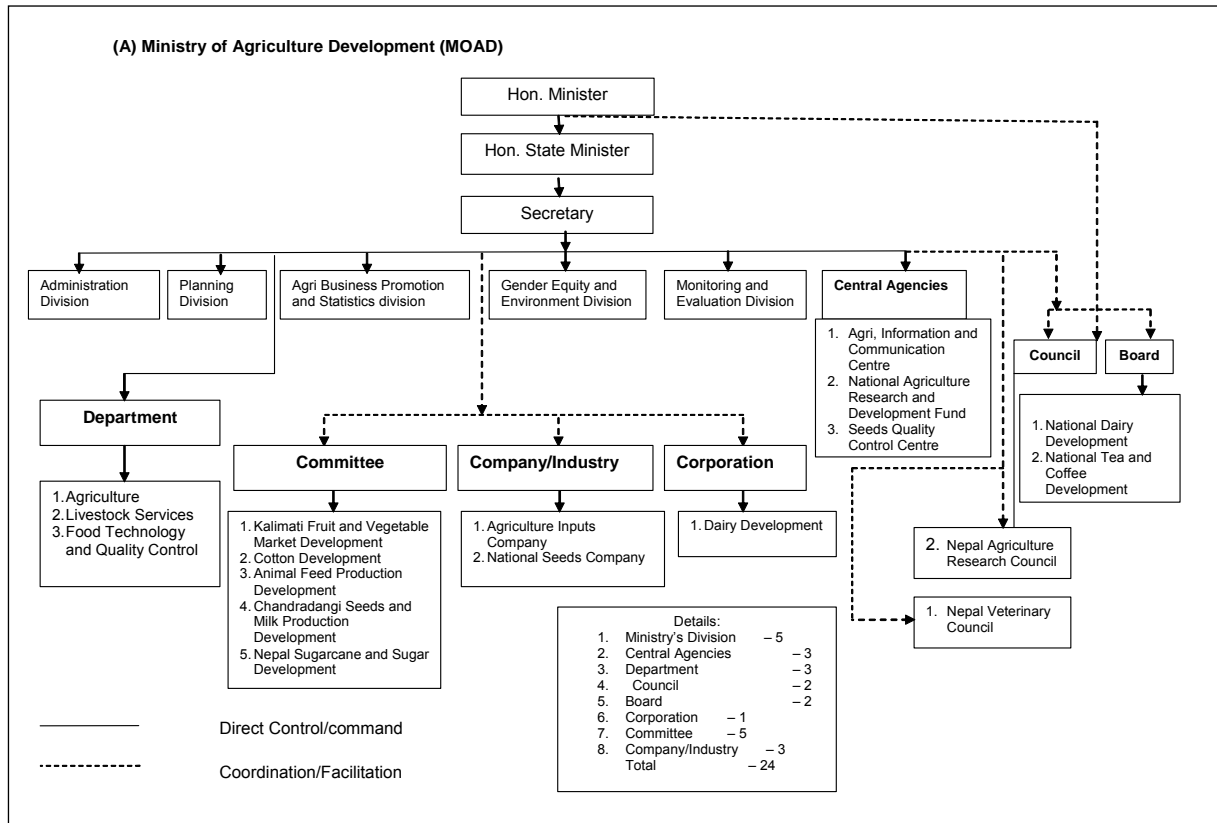 (A) Ministry of Agriculture Development (MOAD)
Hon. Minister
Hon. State Minister
Secretary
Administration
Division
Planning
Division
Agri Business Promotion
and Statistics division
Gender Equity and
Environment Division
Monitoring and
Evaluation Division
Central Agencies
1. Agri, Information and
Communication
Centre
2. National Agriculture
Research and
Development Fund
3. Seeds Quality
Control Centre
Council
Board
1. National Dairy
Development
2. National Tea and
Coffee
Development
Department
1. Agriculture
2. Livestock Services
3. Food Technology
and Quality Control
Committee
1. Kalimati Fruit and Vegetable
Market Development
2. Cotton Development
3. Animal Feed Production
Development
4. Chandradangi Seeds and
Milk Production
Development
5. Nepal Sugarcane and Sugar
Development
Company/Industry
1. Agriculture Inputs
Company
2. National Seeds Company
Corporation
1. Dairy Development
2. Nepal Agriculture
Research Council
1. Nepal Veterinary
Council
Details:
1. Ministry's Division – 5
2. Central Agencies – 3
3. Department – 3
4. Council – 2
5. Board – 2
6. Corporation – 1
7. Committee – 5
8. Company/Industry – 3
Total – 24
Direct Control/command
Coordination/Facilitation